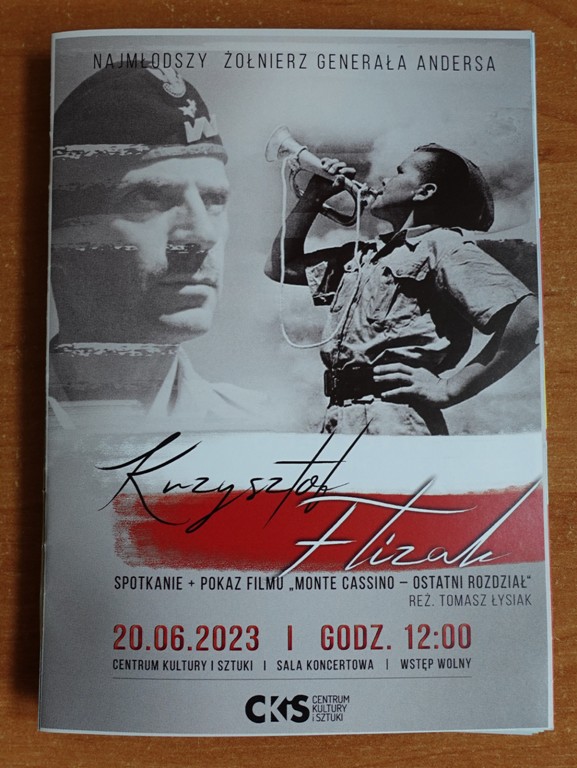 NAJMŁODSZY ŻOŁNIERZ GENERAŁA ANDERSA
Krzysztof
Flizak
SPOTKANIE + POKAZ FILMU „MONTE CASSINO – OSTATNI ROZDZIAŁ"
REŻ. TOMASZ ŁYSIAK
20.06.2023 I GODZ. 12:00
CENTRUM KULTURY I SZTUKI I SALA KONCERTOWA I WSTĘP WOLNY
CKiS CENTRUM
KULTURY
i SZTUKI